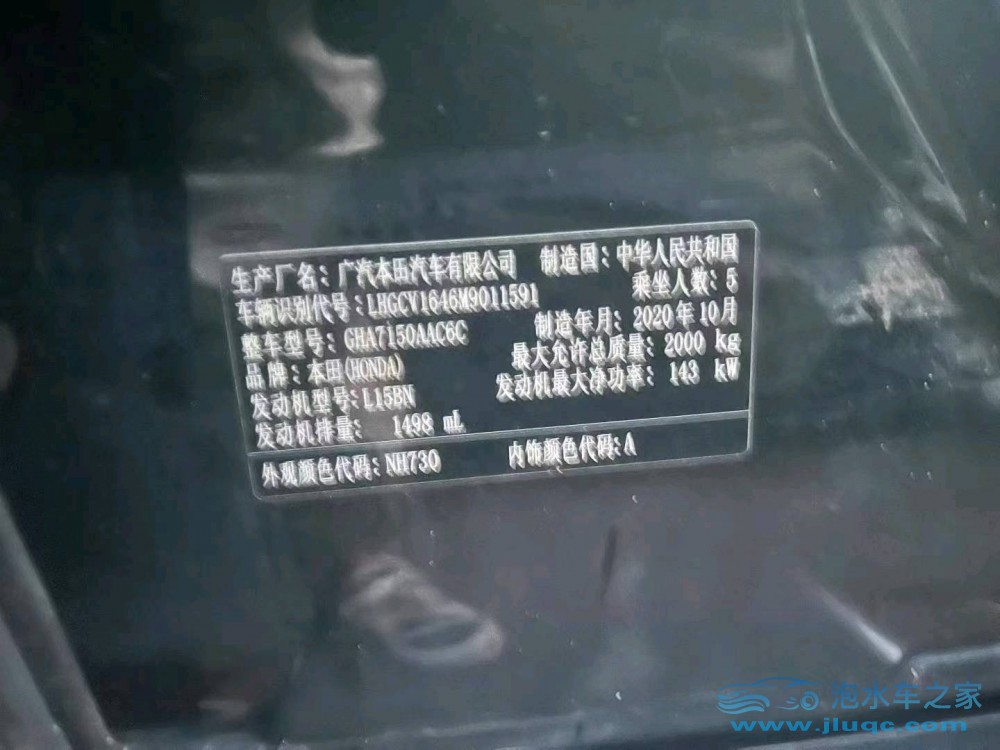 生产厂名：广汽本田汽车有限公司 制造国：中华人民共和国
车辆识别代号：LHGCV1646M9011591 乘坐人数：5
整车型号：GHA7150AAC6C 制造年月：2020年10月
品牌：本田(HONDA) 最大允许总质量：2000 kg
发动机型号：L15BN 发动机最大净功率：143 kW
发动机排量： 1498 mL
外观颜色代码：NH730 内饰颜色代码：A
泡水车之家
www.jluqc.com